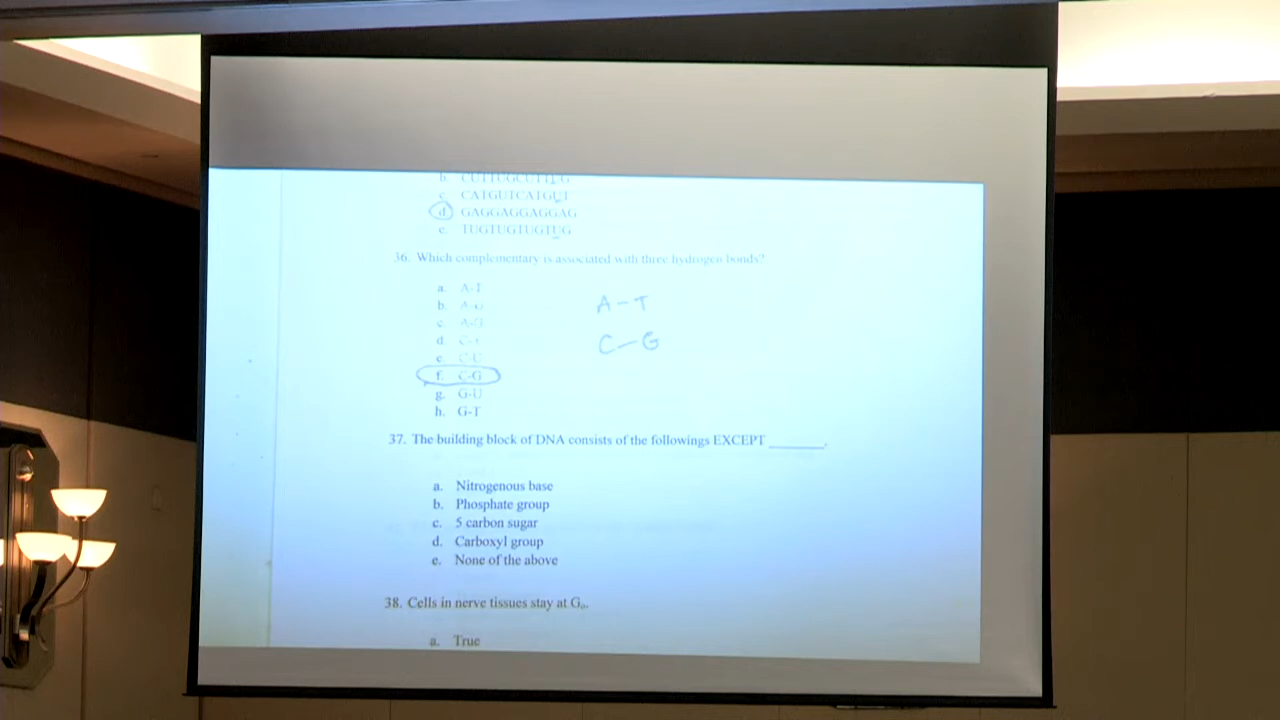 c. CATGUTCATGUT
d. GAGGAGGAGGAG
e. TUGTUGTUGTUG
36. Which complementary is associated with three hydrogen bonds?
a. A-T
b.
c. A-G
d.
e. C-U
f. C-G
g. G-U
h. G-T
A-T
C-G
37. The building block of DNA consists of the followings EXCEPT ______.
a. Nitrogenous base
b. Phosphate group
c. 5 carbon sugar
d. Carboxyl group
e. None of the above
38. Cells in nerve tissues stay at Gₒ.
a. True